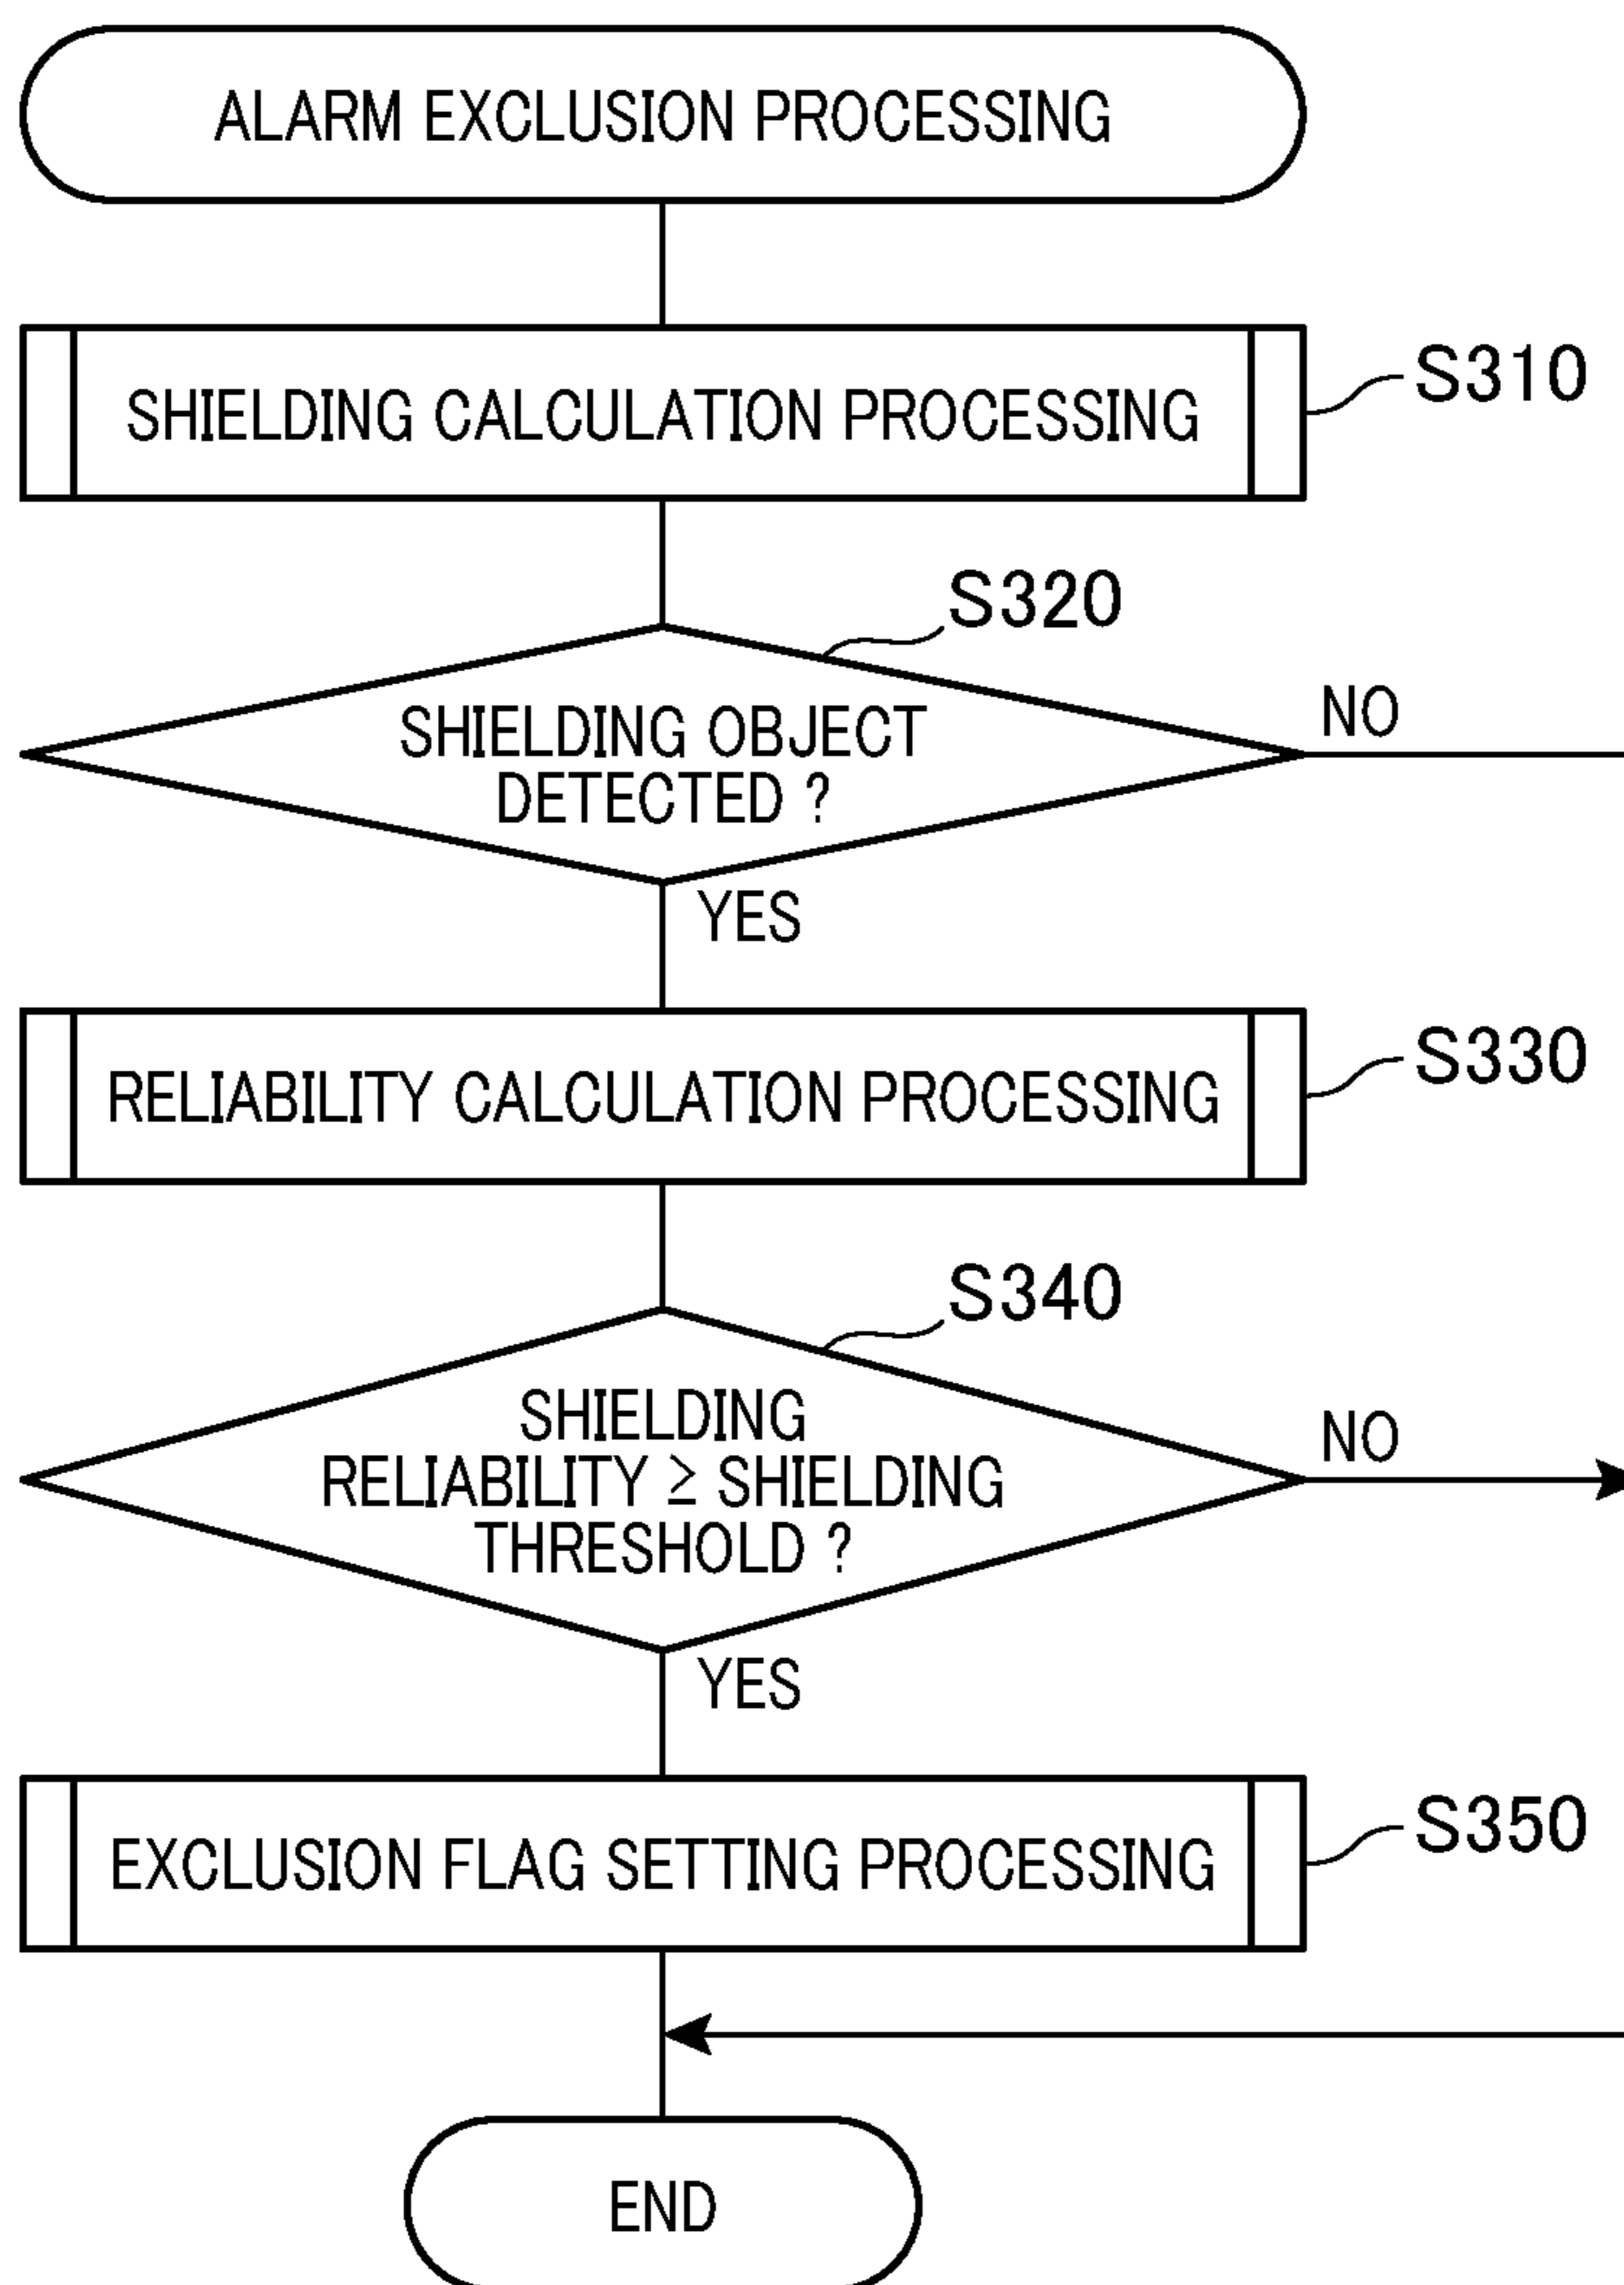 ALARM EXCLUSION PROCESSING
SHIELDING CALCULATION PROCESSING
S310
S320
SHIELDING OBJECT
DETECTED ?
NO
YES
RELIABILITY CALCULATION PROCESSING
S330
S340
SHIELDING
RELIABILITY ≥ SHIELDING
THRESHOLD ?
NO
YES
EXCLUSION FLAG SETTING PROCESSING
S350
END